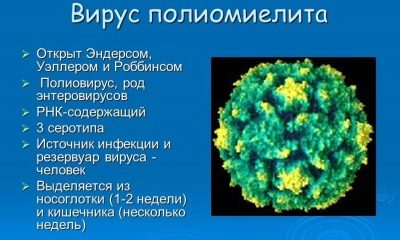 Вирус полиомиелита
➢ Открыт Эндерсом,
Уэллером и Роббинсом
➢ Полиовирус, род
энтеровирусов
➢ РНК-содержащий
➢ 3 серотипа
➢ Источник инфекции и
резервуар вируса -
человек
➢ Выделяется из
носоглотки (1-2 недели)
и кишечника (несколько
недель)